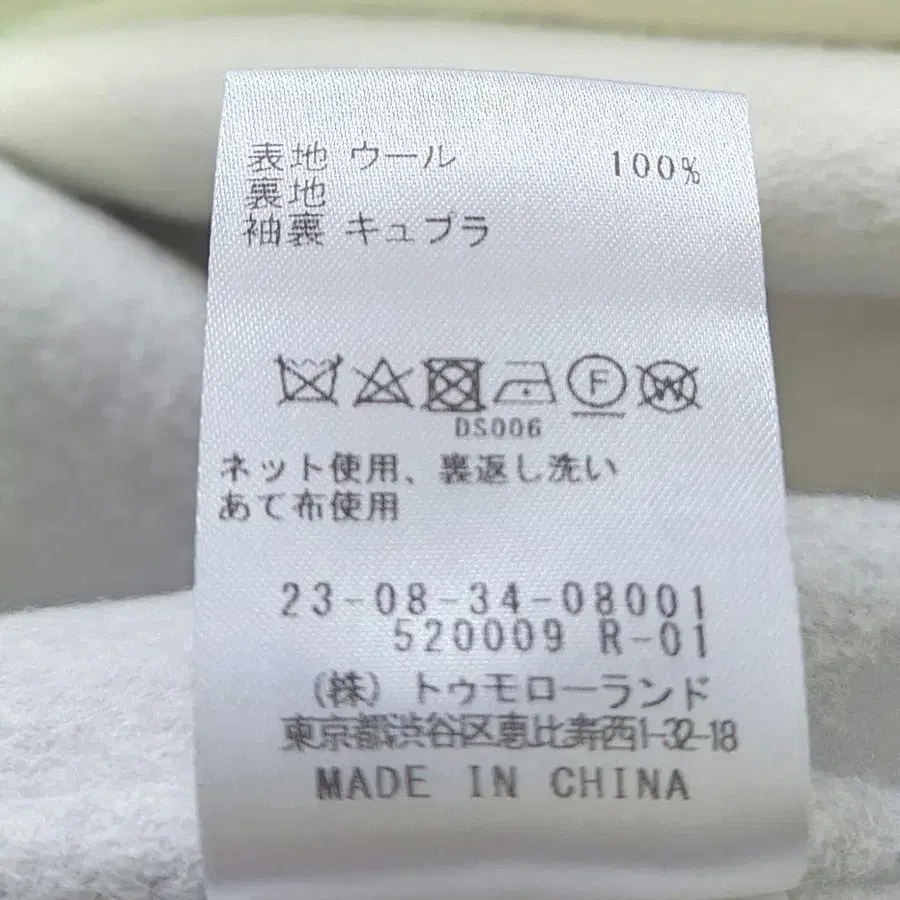 表地 ウール 100%
裏地
袖裏 キュプラ
F W
DS006
ネット使用、裏返し洗い
あて布使用
23-08-34-08001
520009 R-01
(株) トゥモローランド
東京都渋谷区恵比寿西1-32-18
MADE IN CHINA